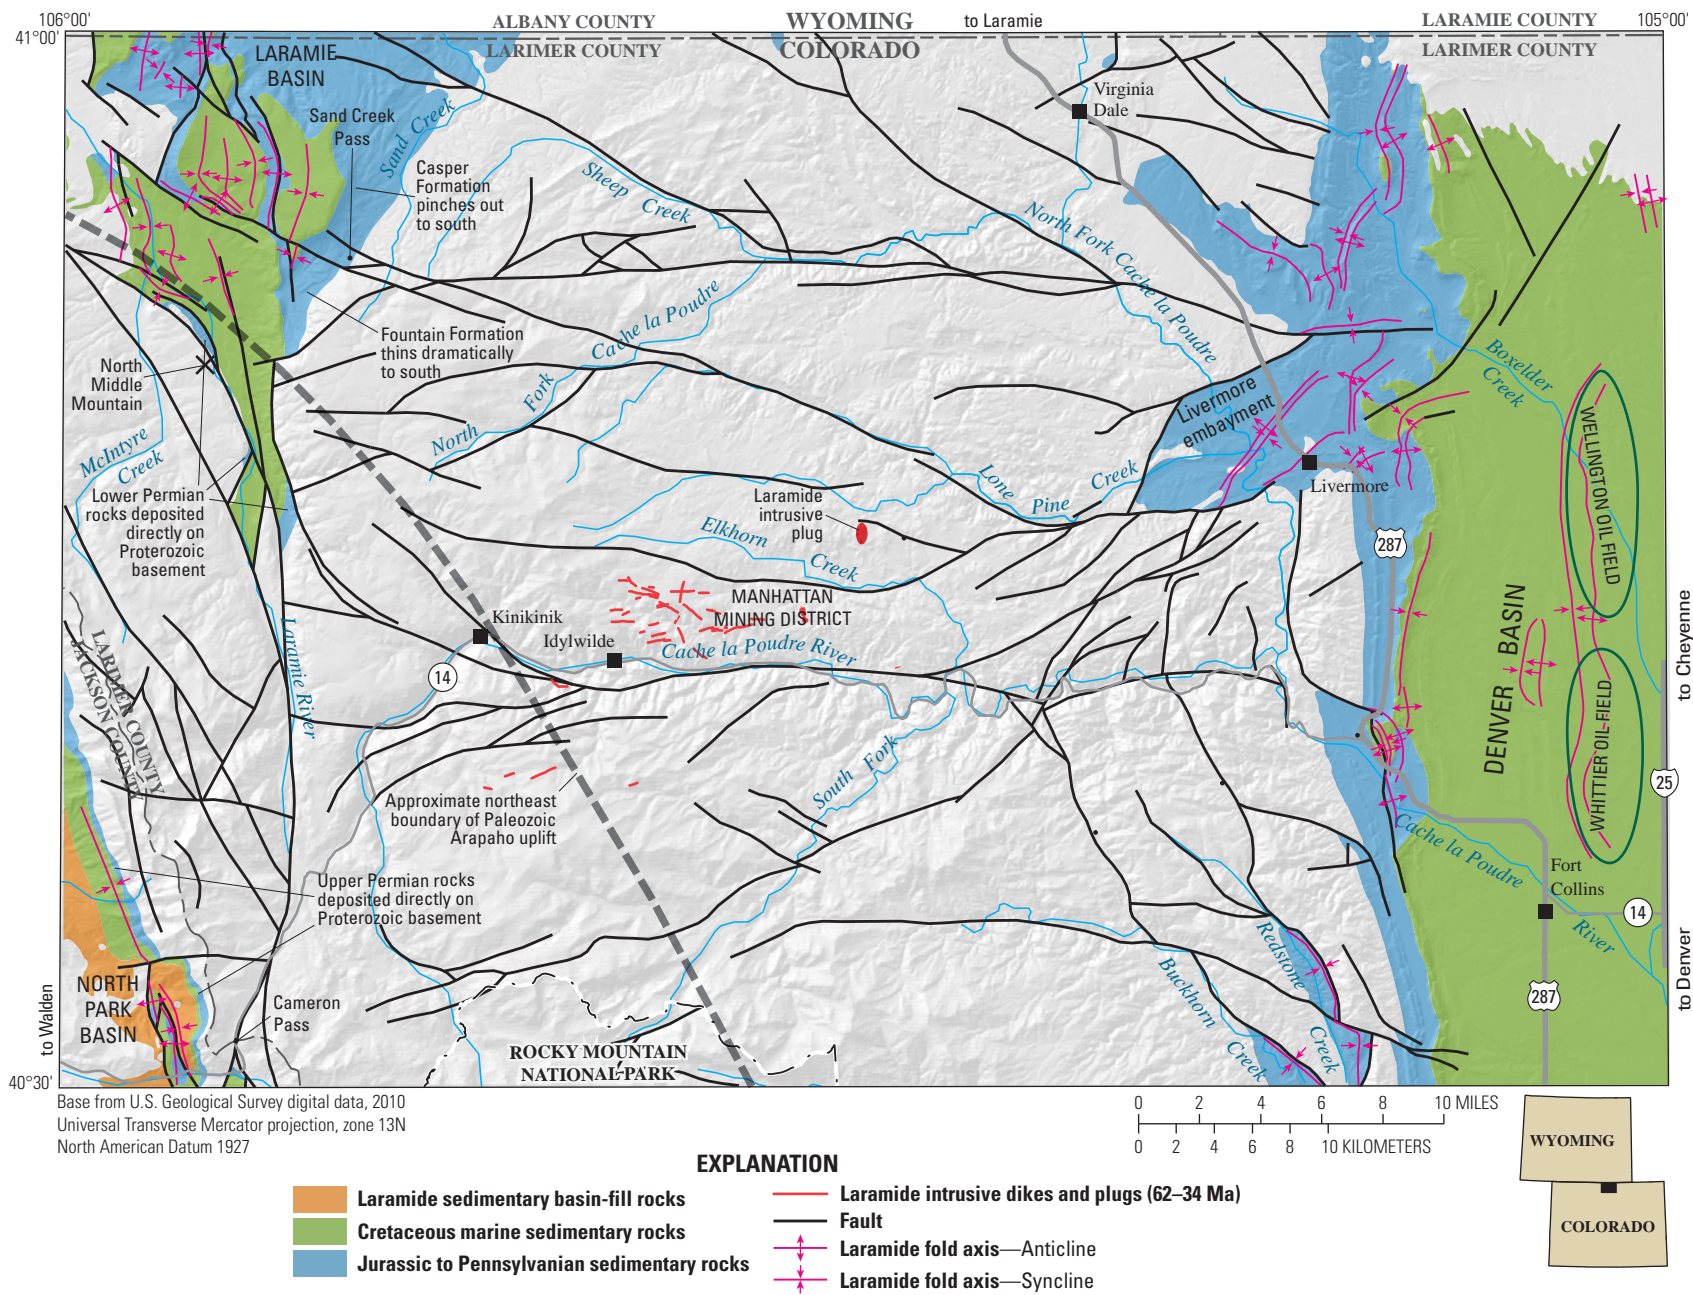 106°00'
ALBANY COUNTY
WYOMING
to Laramie
LARAMIE COUNTY
105°00'
41°00'
LARIMER COUNTY
COLORADO
LARIMER COUNTY
LARAMIE
BASIN
Sand Creek
Pass
Sand Creek
Virginia
Dale
Casper
Formation
pinches out
to south
Sheep
Creek
North Fork Cache la Poudre
Fountain Formation
thins dramatically
to south
North Fork Cache la Poudre
North
Middle
Mountain
McIntyre
Creek
Livermore
embayment
Boxelder
Creek
WELLINGTON OIL FIELD
Lower Permian
rocks deposited
directly on
Proterozoic
basement
Laramide
intrusive
plug
Lone Pine Creek
Livermore
Elkhorn
Creek
287
MANHATTAN
MINING DISTRICT
Kinikinik
Idylwilde
Cache la Poudre River
14
LARIMER COUNTY
JACKSON COUNTY
Laramie River
DENVER BASIN
WHITTIER OIL FIELD
to Cheyenne
25
South Fork
Approximate northeast
boundary of Paleozoic
Arapaho uplift
Cache la Poudre
River
Fort
Collins
14
Upper Permian rocks
deposited directly on
Proterozoic basement
Redstone
Creek
Buckhorn
Creek
287
to Denver
NORTH
PARK
BASIN
Cameron
Pass
to Walden
ROCKY MOUNTAIN
NATIONAL PARK
40°30'
Base from U.S. Geological Survey digital data, 2010
Universal Transverse Mercator projection, zone 13N
North American Datum 1927
0 2 4 6 8 10 MILES
0 2 4 6 8 10 KILOMETERS
EXPLANATION
Laramide sedimentary basin-fill rocks
Cretaceous marine sedimentary rocks
Jurassic to Pennsylvanian sedimentary rocks
Laramide intrusive dikes and plugs (62–34 Ma)
Fault
Laramide fold axis—Anticline
Laramide fold axis—Syncline
WYOMING
COLORADO